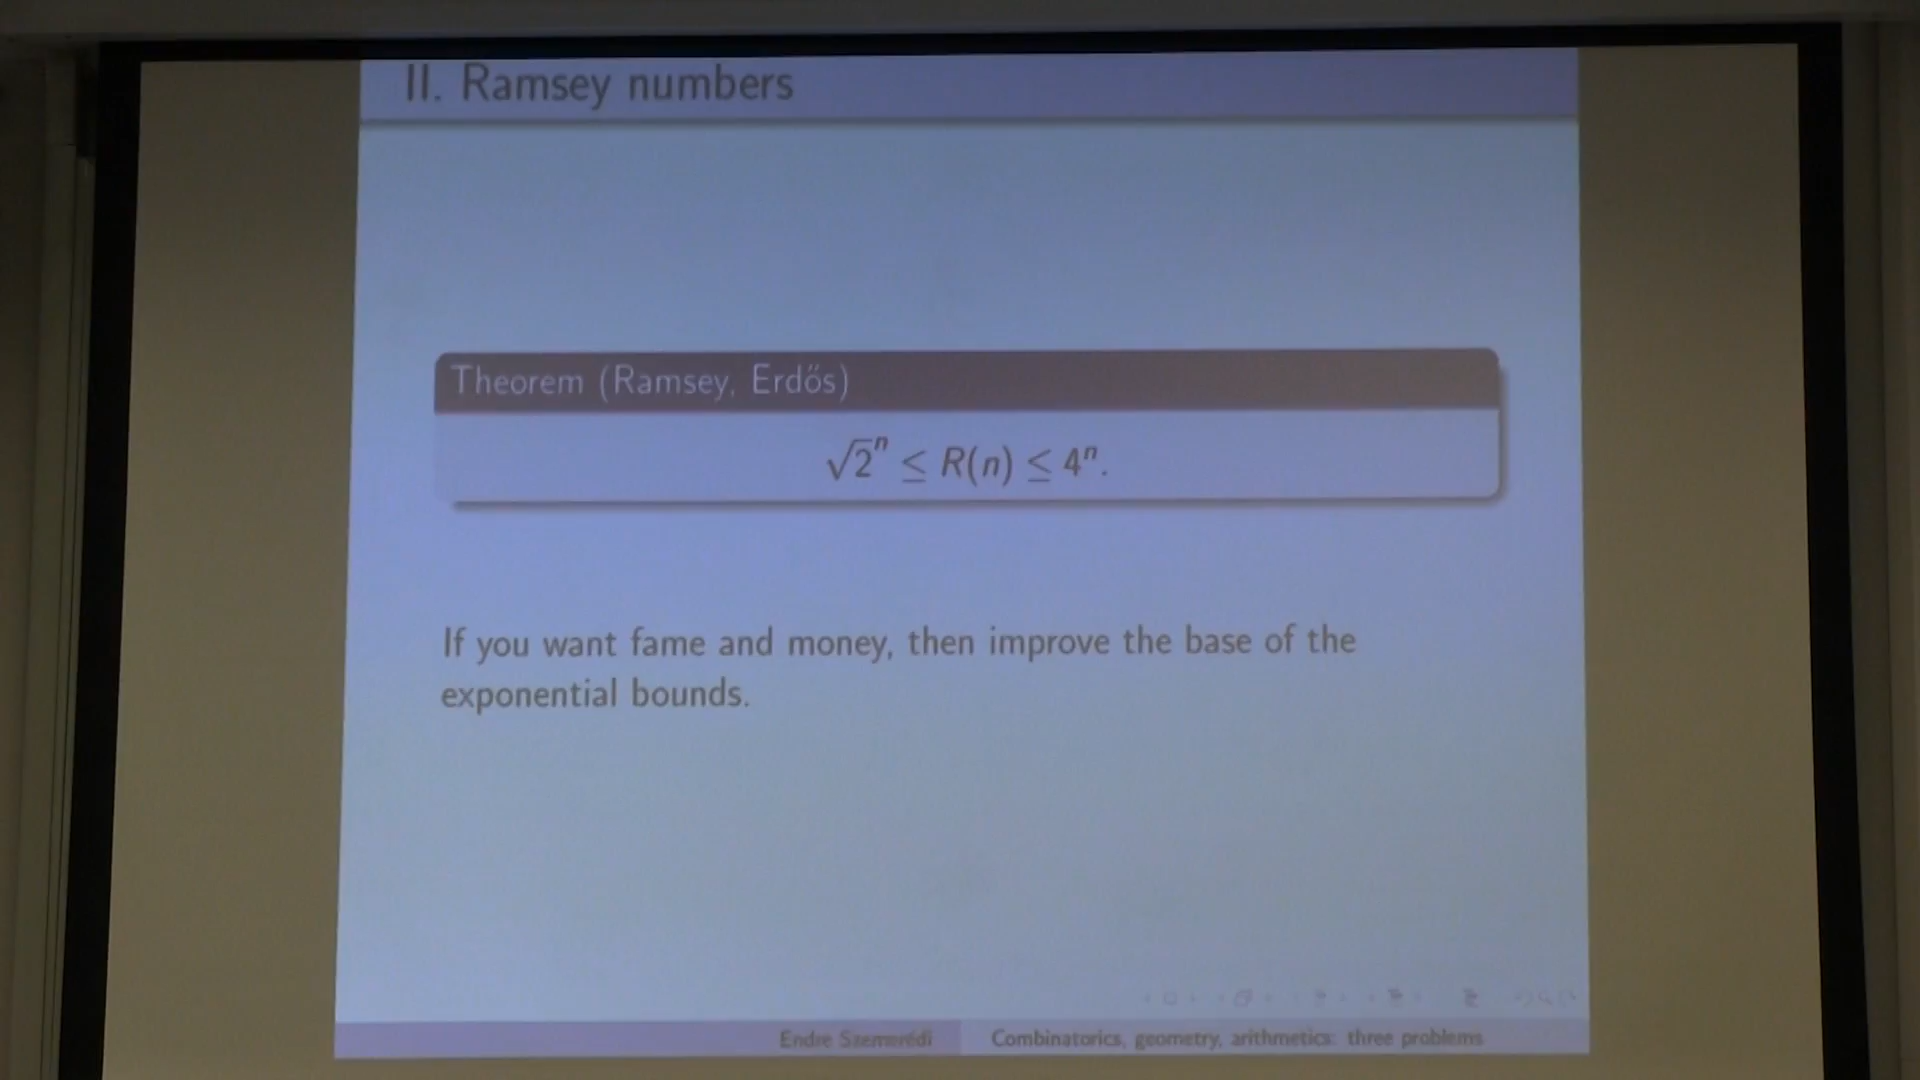 II. Ramsey numbers
Theorem (Ramsey, Erdős)
√2ⁿ ≤ R(n) ≤ 4ⁿ.
If you want fame and money, then improve the base of the
exponential bounds.
Endre Szemerédi Combinatorics, geometry, arithmetics: three problems